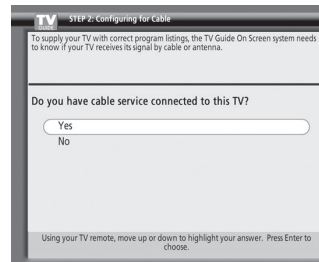 TV
GUIDE
STEP 2: Configuring for Cable
To supply your TV with correct program listings, the TV Guide On Screen system needs
to know if your TV receives its signal by cable or antenna.
Do you have cable service connected to this TV?
Yes
No
Using your TV remote, move up or down to highlight your answer. Press Enter to
choose.